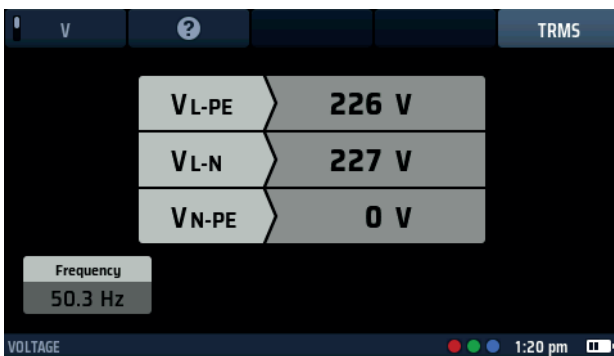 V ? TRMS
VL-PE 226 V
VL-N 227 V
VN-PE 0 V
Frequency
50.3 Hz
VOLTAGE 1:20 pm